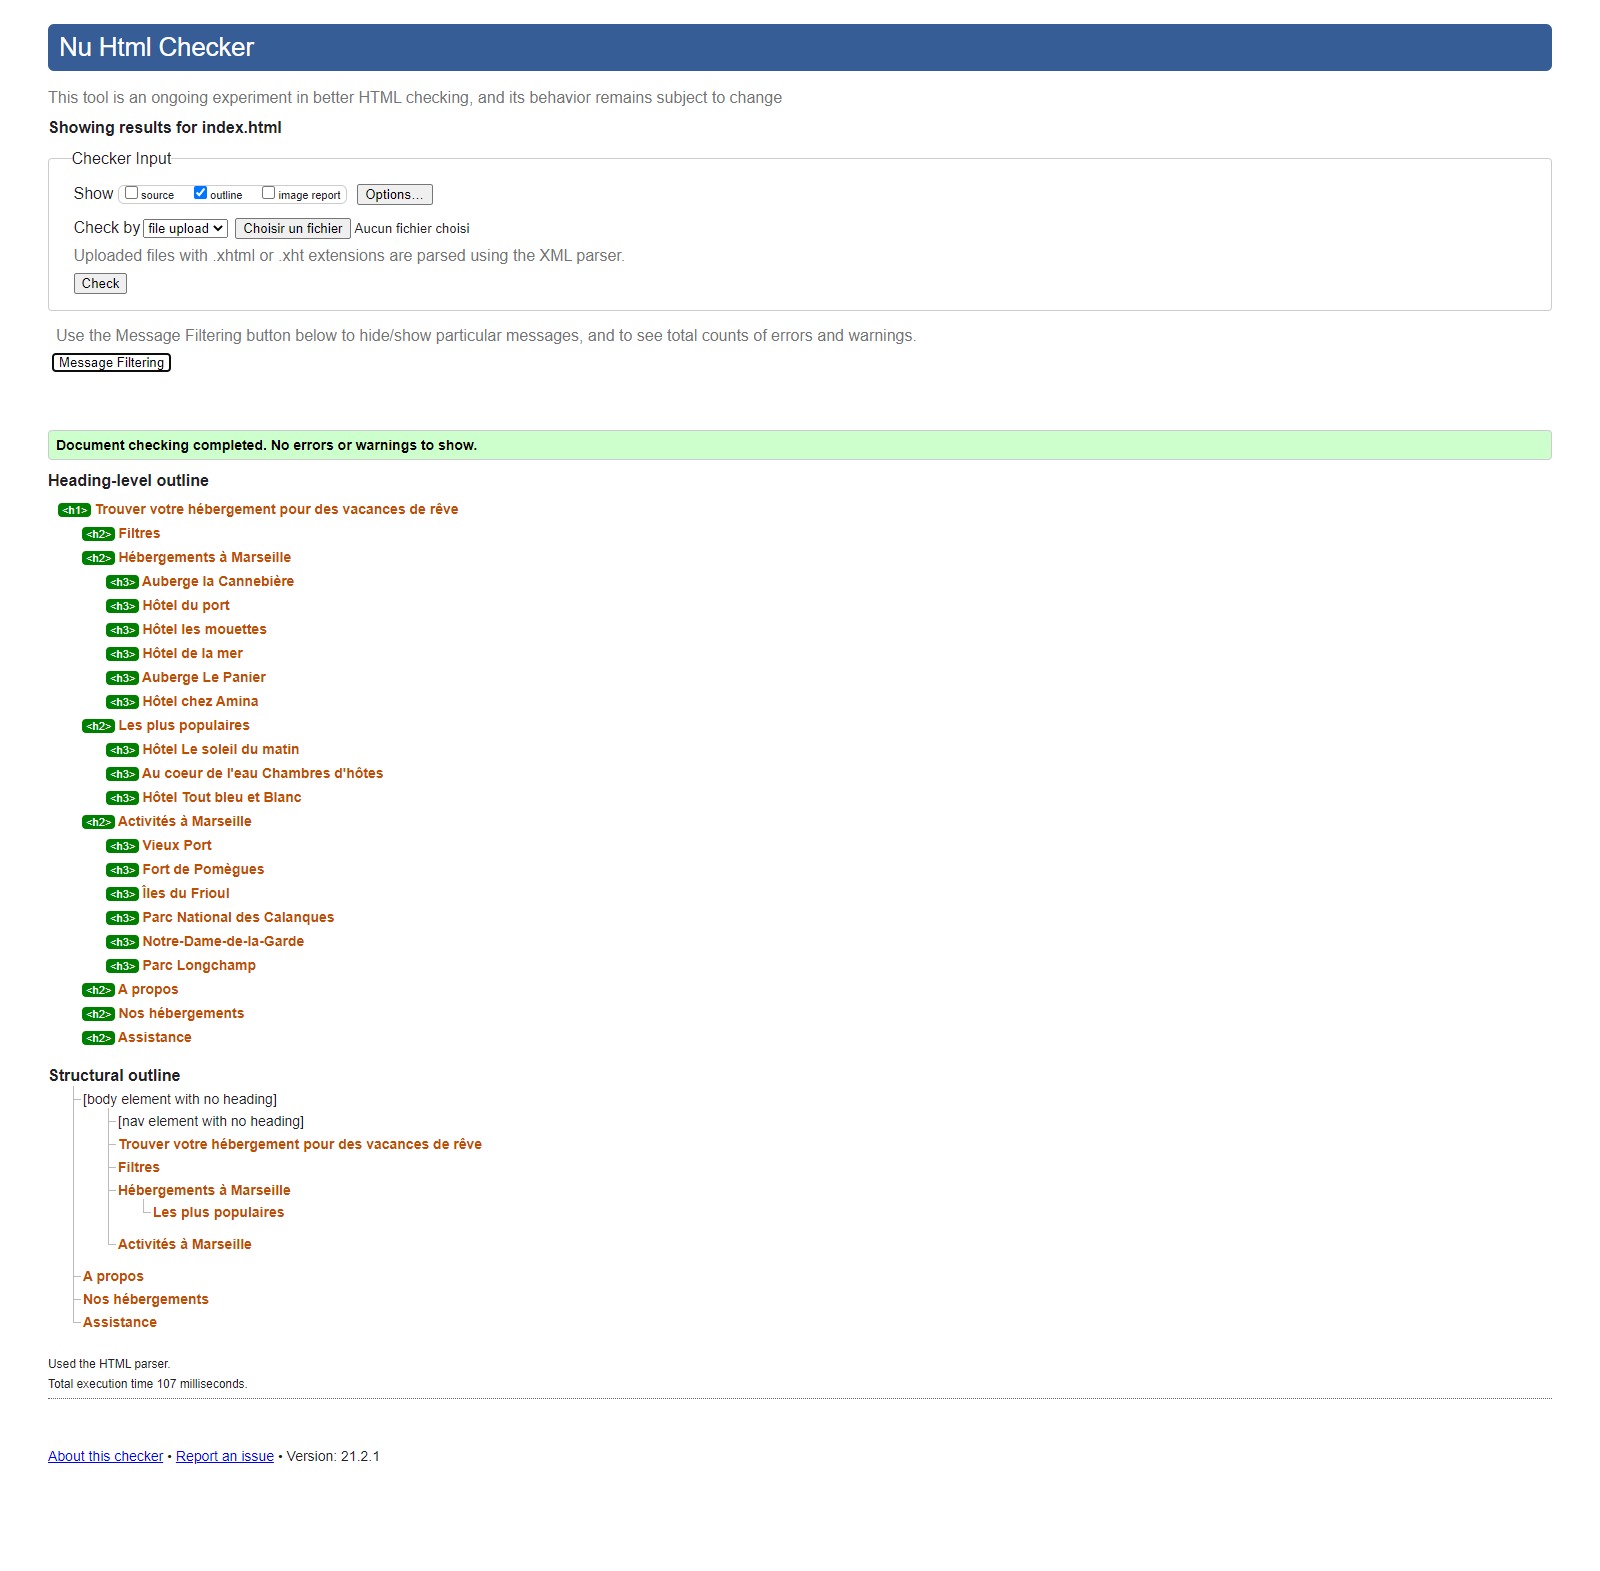 Nu Html Checker
This tool is an ongoing experiment in better HTML checking, and its behavior remains subject to change
Showing results for index.html
Checker Input
Show source outline image report Options...
Check by file upload Choisir un fichier Aucun fichier choisi
Uploaded files with .xhtml or .xht extensions are parsed using the XML parser.
Check
Use the Message Filtering button below to hide/show particular messages, and to see total counts of errors and warnings.
Message Filtering
Document checking completed. No errors or warnings to show.
Heading-level outline
<h1> Trouver votre hébergement pour des vacances de rêve
<h2> Filtres
<h2> Hébergements à Marseille
<h3> Auberge la Cannebière
<h3> Hôtel du port
<h3> Hôtel les mouettes
<h3> Hôtel de la mer
<h3> Auberge Le Panier
<h3> Hôtel chez Amina
<h2> Les plus populaires
<h3> Hôtel Le soleil du matin
<h3> Au coeur de l'eau Chambres d'hôtes
<h3> Hôtel Tout bleu et Blanc
<h2> Activités à Marseille
<h3> Vieux Port
<h3> Fort de Pomègues
<h3> Îles du Frioul
<h3> Parc National des Calanques
<h3> Notre-Dame-de-la-Garde
<h3> Parc Longchamp
<h2> A propos
<h2> Nos hébergements
<h2> Assistance
Structural outline
[body element with no heading]
[nav element with no heading]
Trouver votre hébergement pour des vacances de rêve
Filtres
Hébergements à Marseille
Les plus populaires
Activités à Marseille
A propos
Nos hébergements
Assistance
Used the HTML parser.
Total execution time 107 milliseconds.
About this checker • Report an issue • Version: 21.2.1